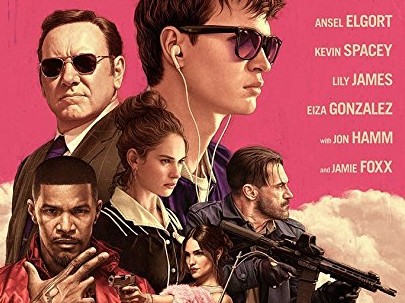 ANSEL ELGORT
KEVIN SPACEY
LILY JAMES
EIZA GONZALEZ
with JON HAMM
and JAMIE FOXX